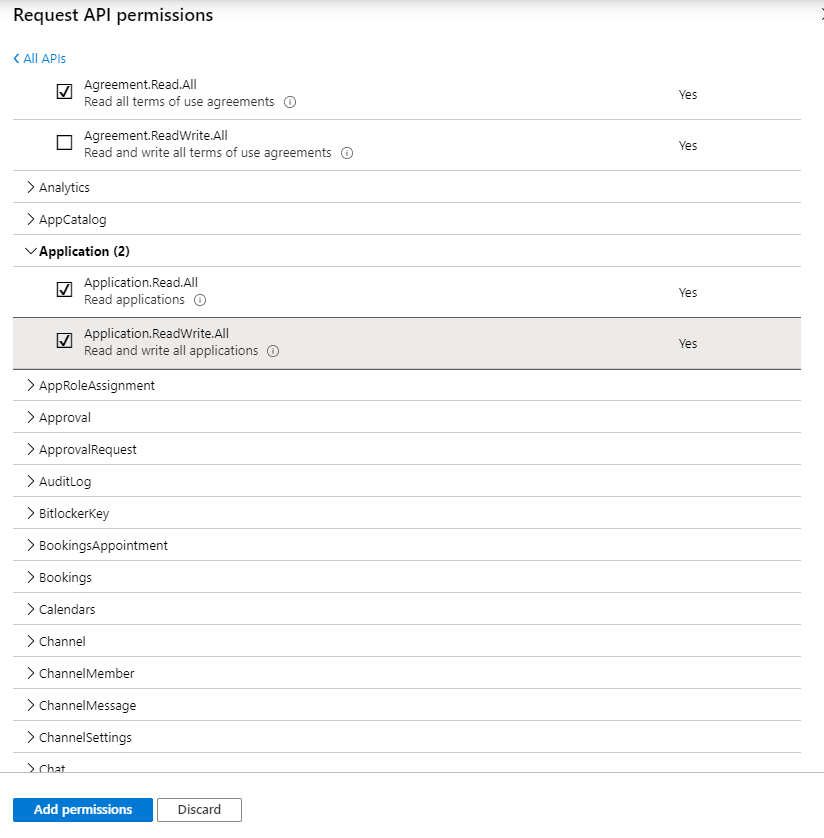 Request API permissions
All APIs
Agreement.Read.All
Read all terms of use agreements
Yes
Agreement.ReadWrite.All
Read and write all terms of use agreements
Yes
Analytics
AppCatalog
Application (2)
Application.Read.All
Read applications
Yes
Application.ReadWrite.All
Read and write all applications
Yes
AppRoleAssignment
Approval
ApprovalRequest
AuditLog
BitlockerKey
BookingsAppointment
Bookings
Calendars
Channel
ChannelMember
ChannelMessage
ChannelSettings
Chat
Add permissions
Discard